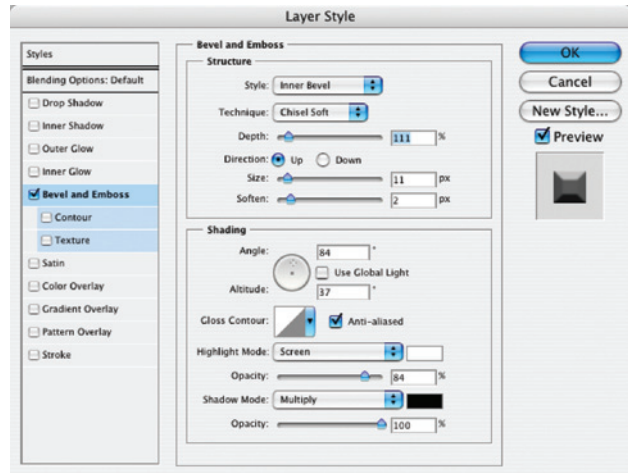 Layer Style
Styles
Blending Options: Default
Drop Shadow
Inner Shadow
Outer Glow
Inner Glow
Bevel and Emboss
Contour
Texture
Satin
Color Overlay
Gradient Overlay
Pattern Overlay
Stroke
Bevel and Emboss
Structure
Style: Inner Bevel
Technique: Chisel Soft
Depth: 111 %
Direction: Up Down
Size: 11 px
Soften: 2 px
Shading
Angle: 84 °
Use Global Light
Altitude: 37 °
Gloss Contour: Anti-aliased
Highlight Mode: Screen
Opacity: 84 %
Shadow Mode: Multiply
Opacity: 100 %
OK
Cancel
New Style...
Preview